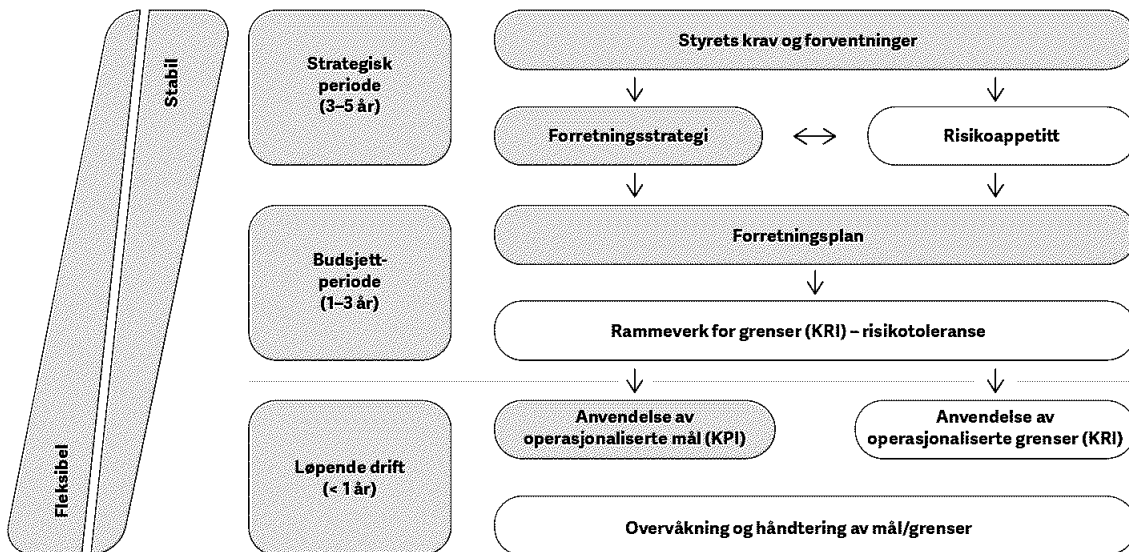 Stabil
Fleksibel
Strategisk
periode
(3–5 år)
Styrets krav og forventninger
Forretningsstrategi
Risikoappetitt
Budsjett-
periode
(1–3 år)
Forretningsplan
Rammeverk for grenser (KRI) – risikotoleranse
Løpende drift
(< 1 år)
Anvendelse av
operasjonaliserte mål (KPI)
Anvendelse av
operasjonaliserte grenser (KRI)
Overvåkning og håndtering av mål/grenser